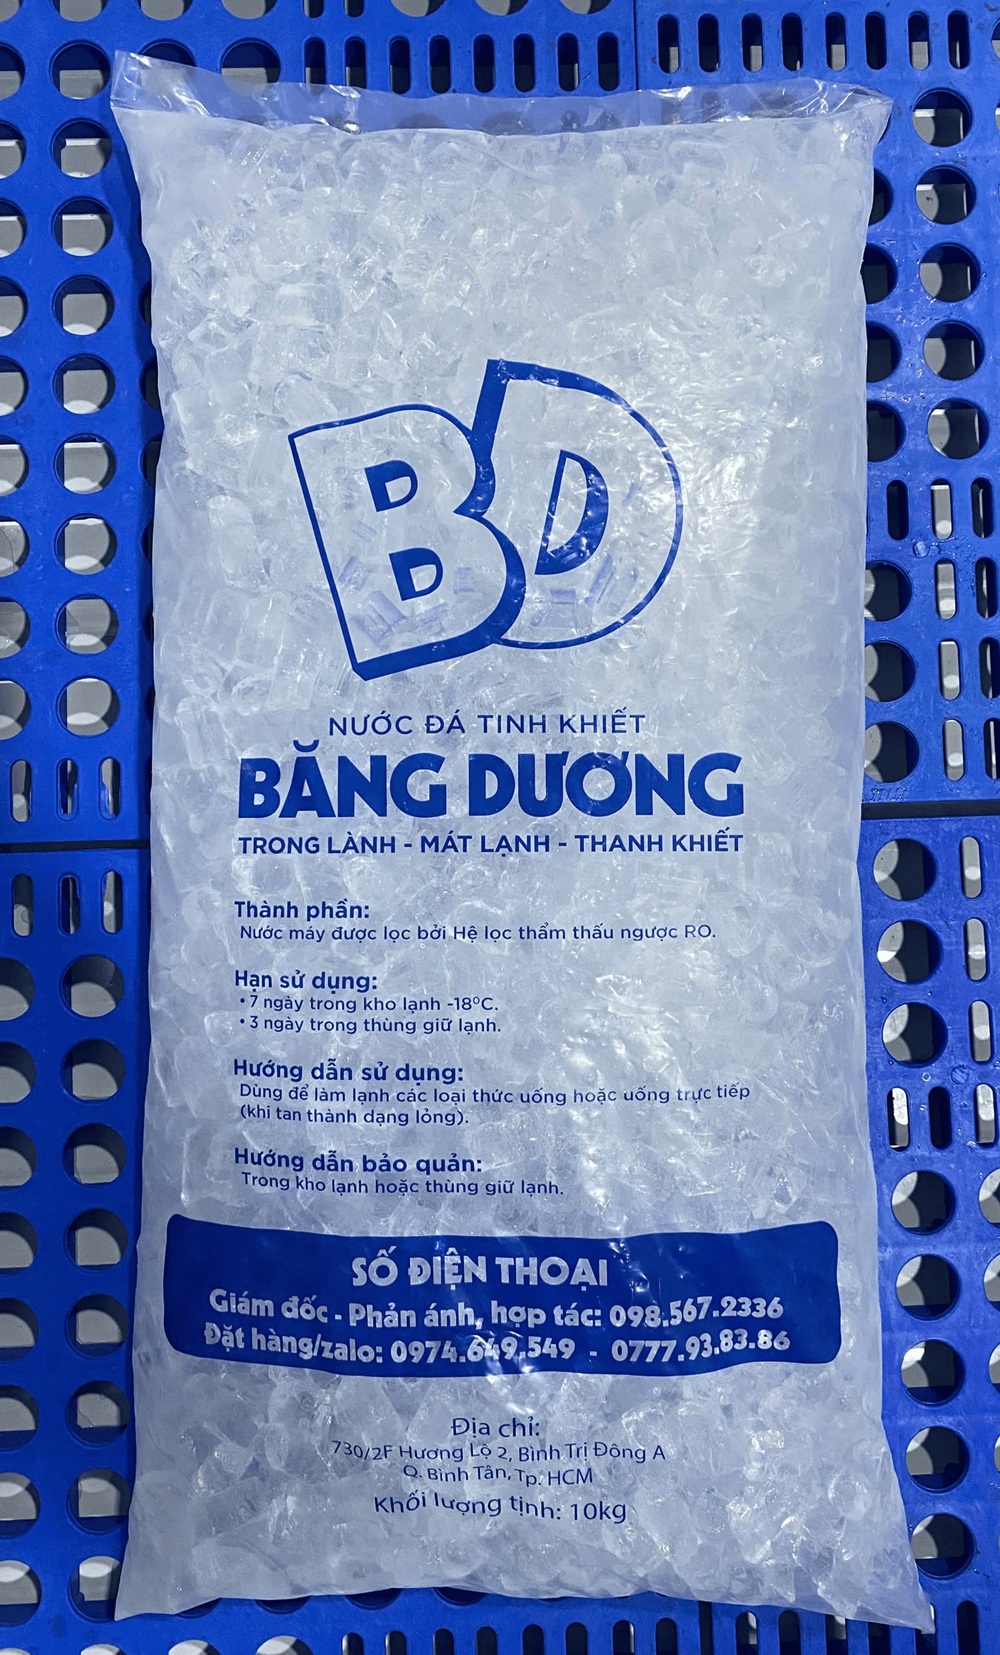 BD
NƯỚC ĐÁ TINH KHIẾT
BĂNG DƯƠNG
TRONG LÀNH - MÁT LẠNH - THANH KHIẾT
Thành phần:
Nước máy được lọc bởi Hệ lọc thẩm thấu ngược RO.
Hạn sử dụng:
• 7 ngày trong kho lạnh -18°C.
• 3 ngày trong thùng giữ lạnh.
Hướng dẫn sử dụng:
Dùng để làm lạnh các loại thức uống hoặc uống trực tiếp
(khi tan thành dạng lỏng).
Hướng dẫn bảo quản:
Trong kho lạnh hoặc thùng giữ lạnh.
SỐ ĐIỆN THOẠI
Giám đốc - Phản ánh, hợp tác: 098.567.2336
Đặt hàng/zalo: 0974.649.549 - 0777.93.83.86
Địa chỉ:
730/2F Hương Lộ 2, Bình Trị Đông A
Q. Bình Tân, Tp. HCM
Khối lượng tịnh: 10kg